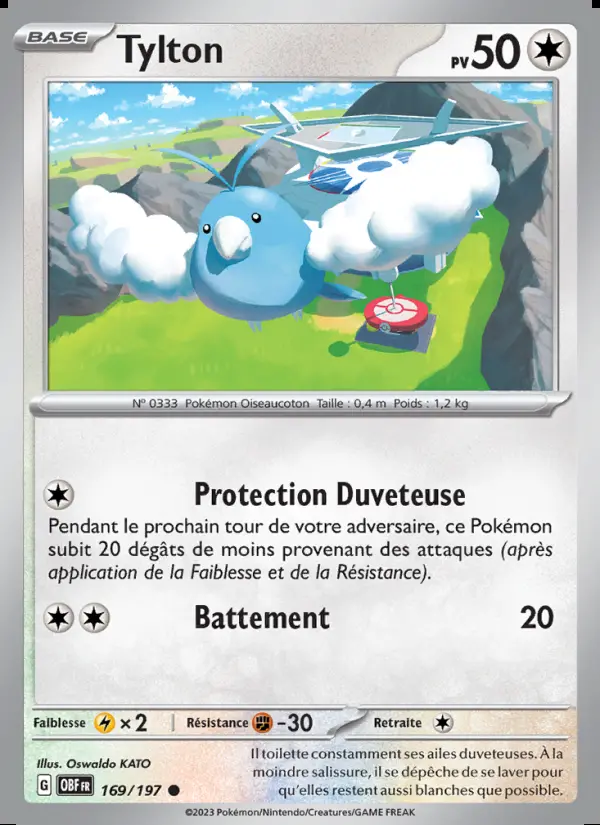 BASE
Tylton
PV 50
N° 0333 Pokémon Oiseaucoton Taille : 0,4 m Poids : 1,2 kg
Protection Duveteuse
Pendant le prochain tour de votre adversaire, ce Pokémon
subit 20 dégâts de moins provenant des attaques (après
application de la Faiblesse et de la Résistance).
Battement 20
Faiblesse ×2 Résistance -30 Retraite
Illus. Oswaldo KATO
G OBF FR 169/197
Il toilette constamment ses ailes duveteuses. À la
moindre salissure, il se dépêche de se laver pour
qu'elles restent aussi blanches que possible.
©2023 Pokémon/Nintendo/Creatures/GAME FREAK